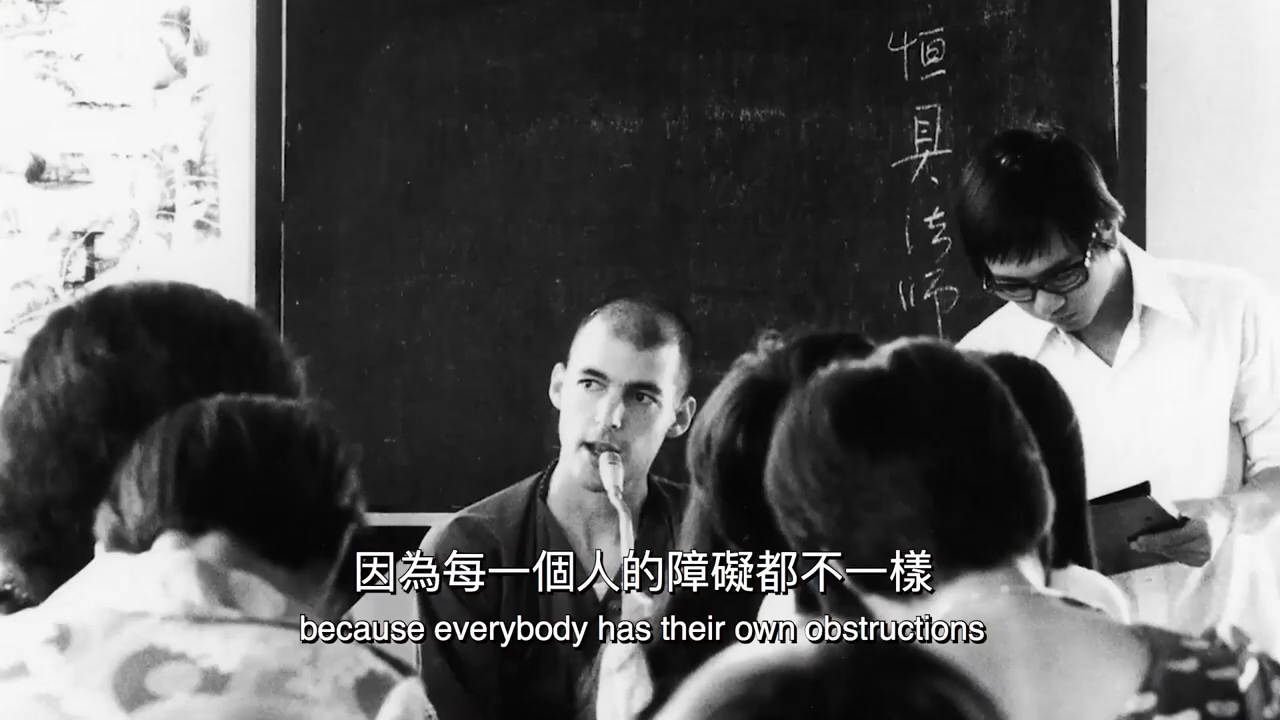 恒具法師
因為每一個人的障礙都不一樣
because everybody has their own obstructions